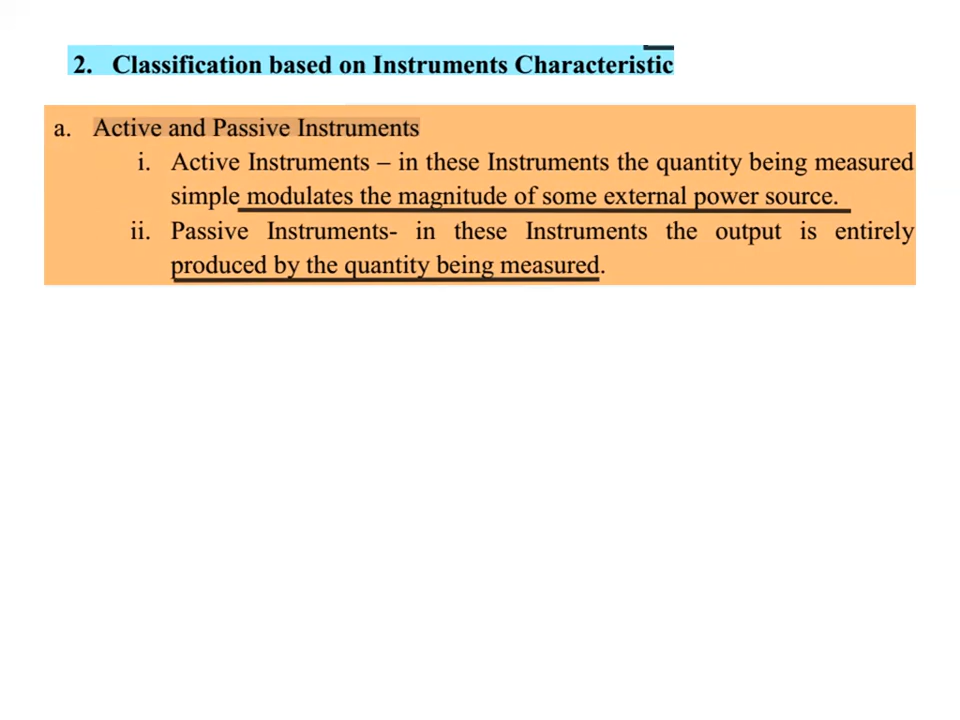 2. Classification based on Instruments Characteristic
a. Active and Passive Instruments
i. Active Instruments – in these Instruments the quantity being measured
simple modulates the magnitude of some external power source.
ii. Passive Instruments- in these Instruments the output is entirely
produced by the quantity being measured.